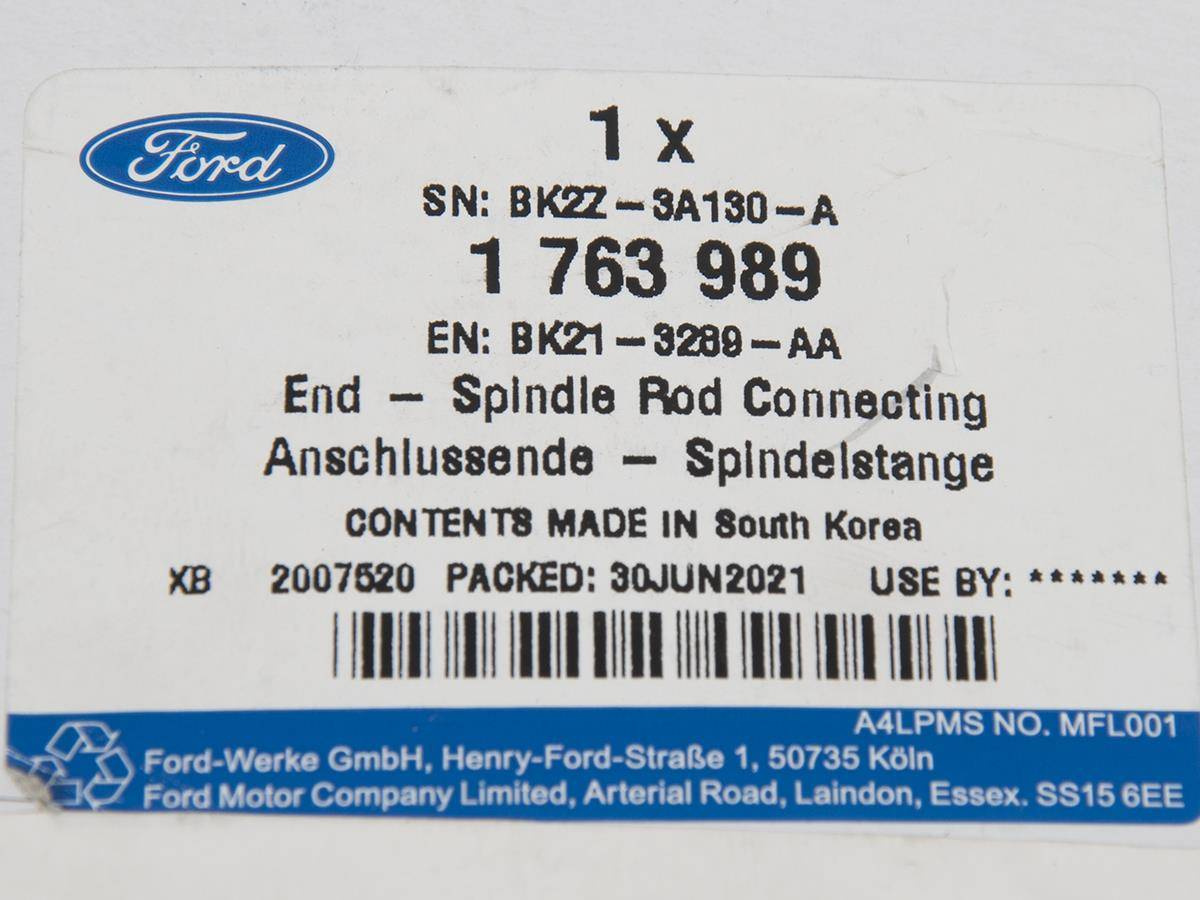 Ford
1 x
SN: BK2Z-3A130-A
1 763 989
EN: BK21-3289-AA
End - Spindle Rod Connecting
Anschlussende - Spindelstange
CONTENTS MADE IN South Korea
XB 2007520 PACKED: 30JUN2021 USE BY: *******
A4LPMS NO. MFL001
Ford-Werke GmbH, Henry-Ford-Straße 1, 50735 Köln
Ford Motor Company Limited, Arterial Road, Laindon, Essex. SS15 6EE